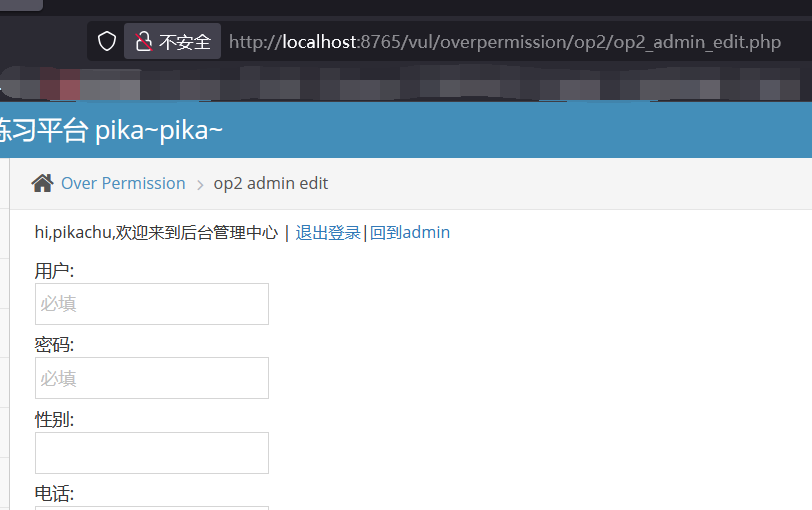 不安全 http://localhost:8765/vul/overpermission/op2/op2_admin_edit.php
练习平台 pika~pika~
Over Permission > op2 admin edit
hi,pikachu,欢迎来到后台管理中心 | 退出登录|回到admin
用户:
必填
密码:
必填
性别:
电话: